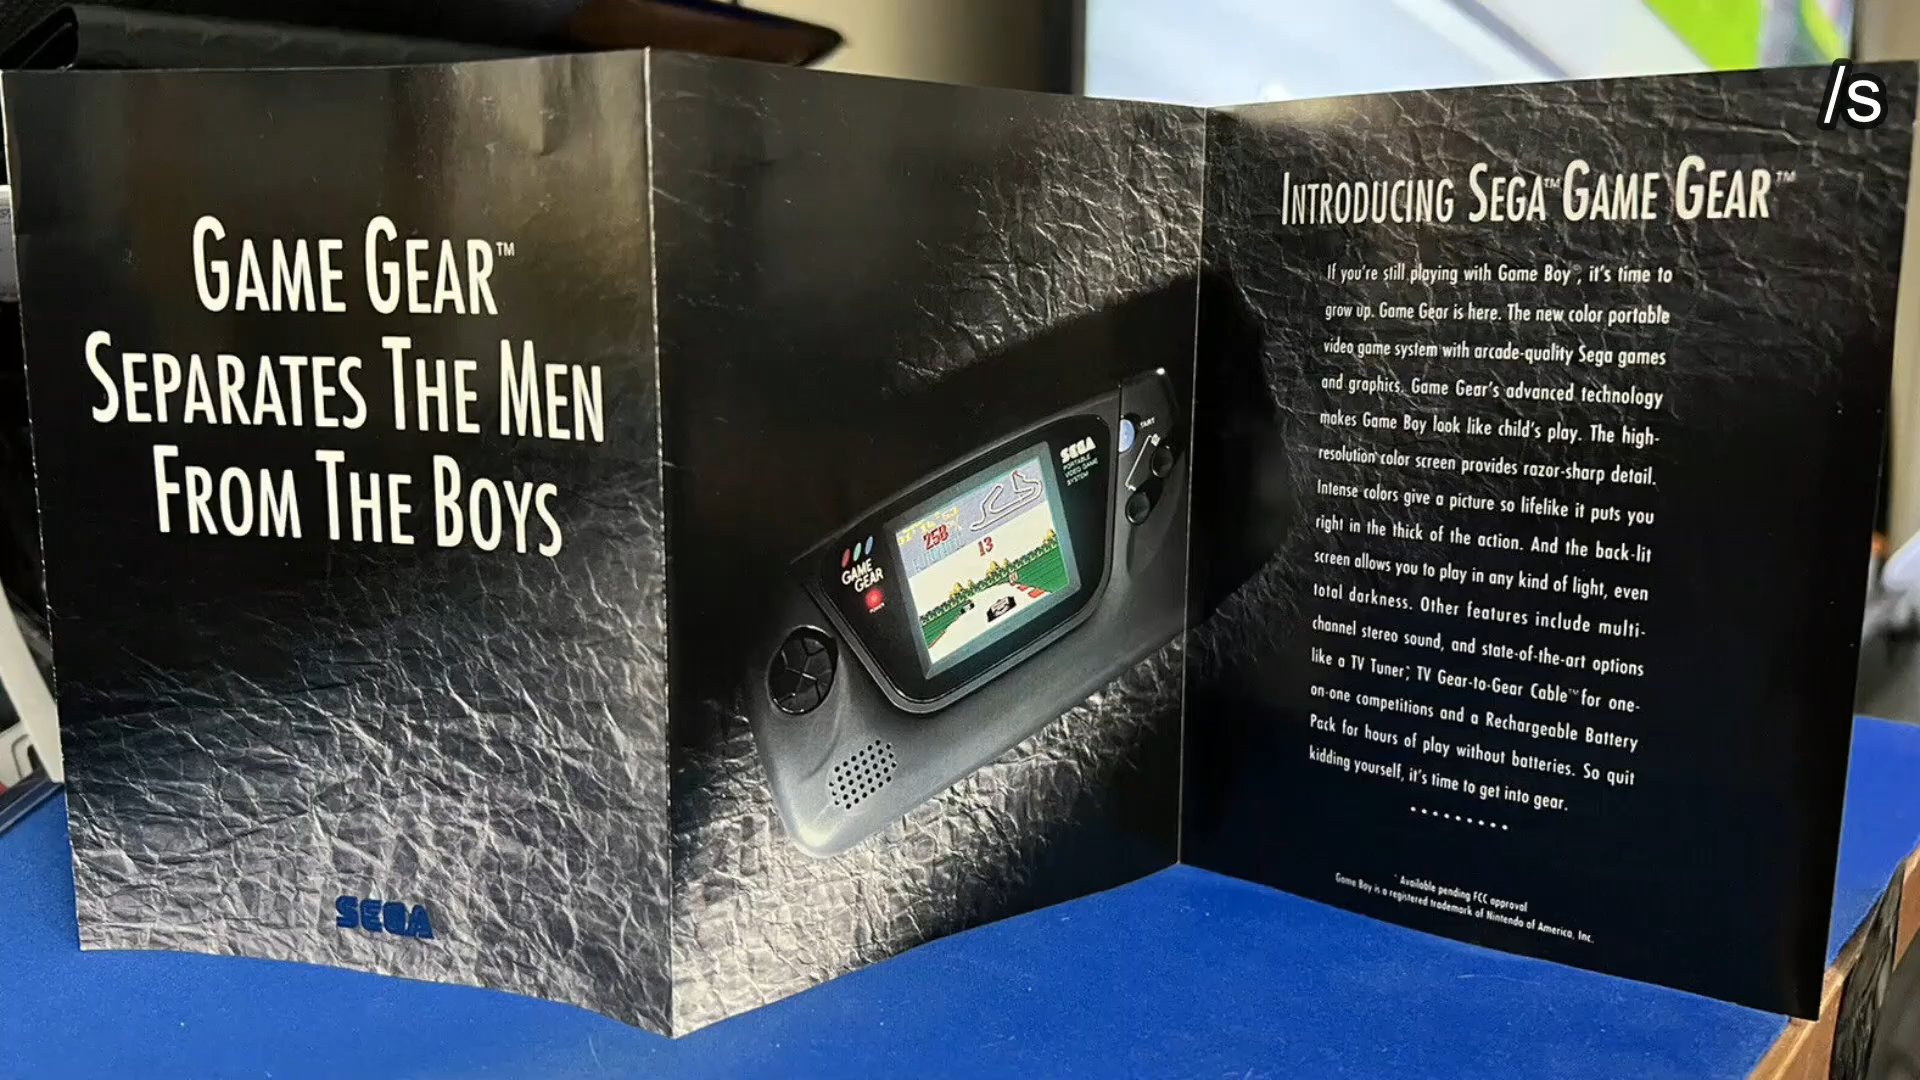 /s
GAME GEAR™
SEPARATES THE MEN
FROM THE BOYS
SEGA
SEGA
PORTABLE
VIDEO GAME
SYSTEM
START
GAME
GEAR
POWER
258
13
INTRODUCING SEGA™ GAME GEAR™
If you're still playing with Game Boy®, it's time to
grow up. Game Gear is here. The new color portable
video game system with arcade-quality Sega games
and graphics. Game Gear's advanced technology
makes Game Boy look like child's play. The high-
resolution color screen provides razor-sharp detail.
Intense colors give a picture so lifelike it puts you
right in the thick of the action. And the back-lit
screen allows you to play in any kind of light, even
total darkness. Other features include multi-
channel stereo sound, and state-of-the-art options
like a TV Tuner,* TV Gear-to-Gear Cable™ for one-
on-one competitions and a Rechargeable Battery
Pack for hours of play without batteries. So quit
kidding yourself, it's time to get into gear.
* Available pending FCC approval
Game Boy is a registered trademark of Nintendo of America, Inc.